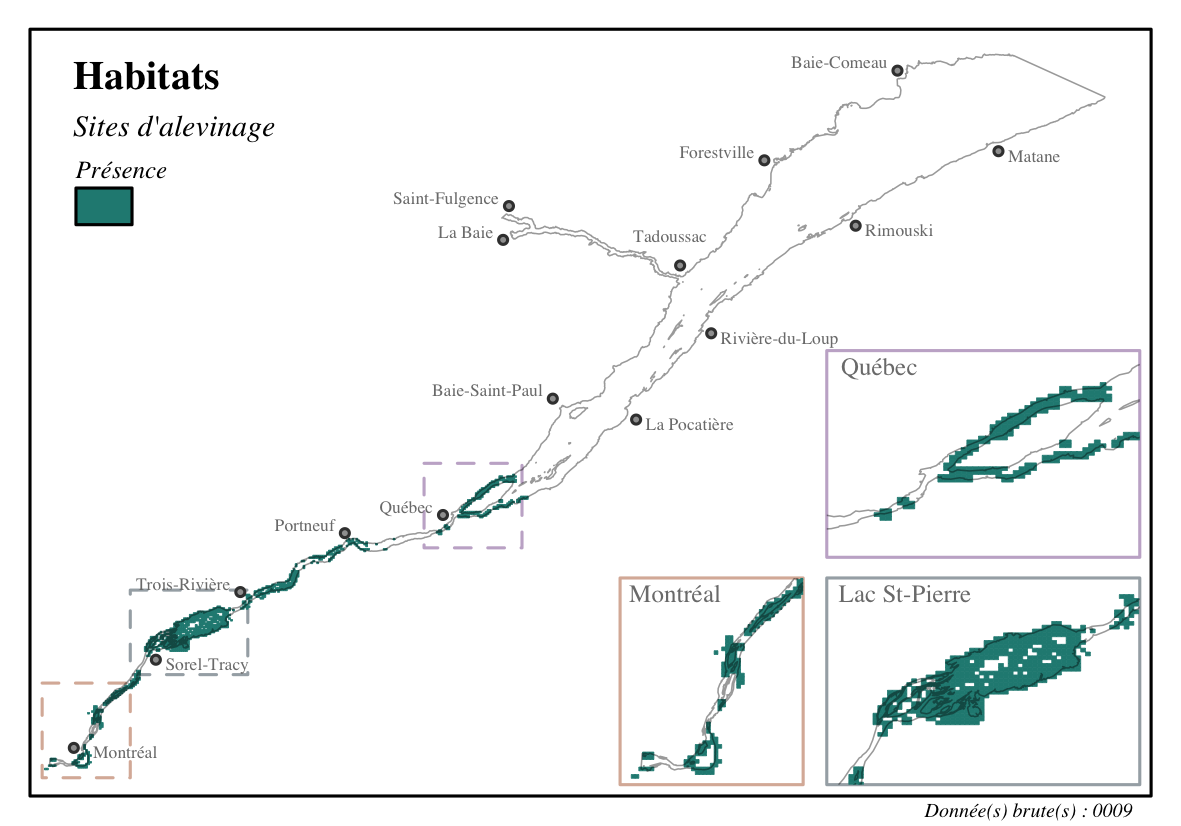 Habitats
Sites d'alevinage
Présence
Baie-Comeau
Forestville
Matane
Saint-Fulgence
La Baie
Tadoussac
Rimouski
Rivière-du-Loup
Baie-Saint-Paul
La Pocatière
Québec
Portneuf
Trois-Rivière
Sorel-Tracy
Montréal
Québec
Montréal
Lac St-Pierre
Donnée(s) brute(s) : 0009